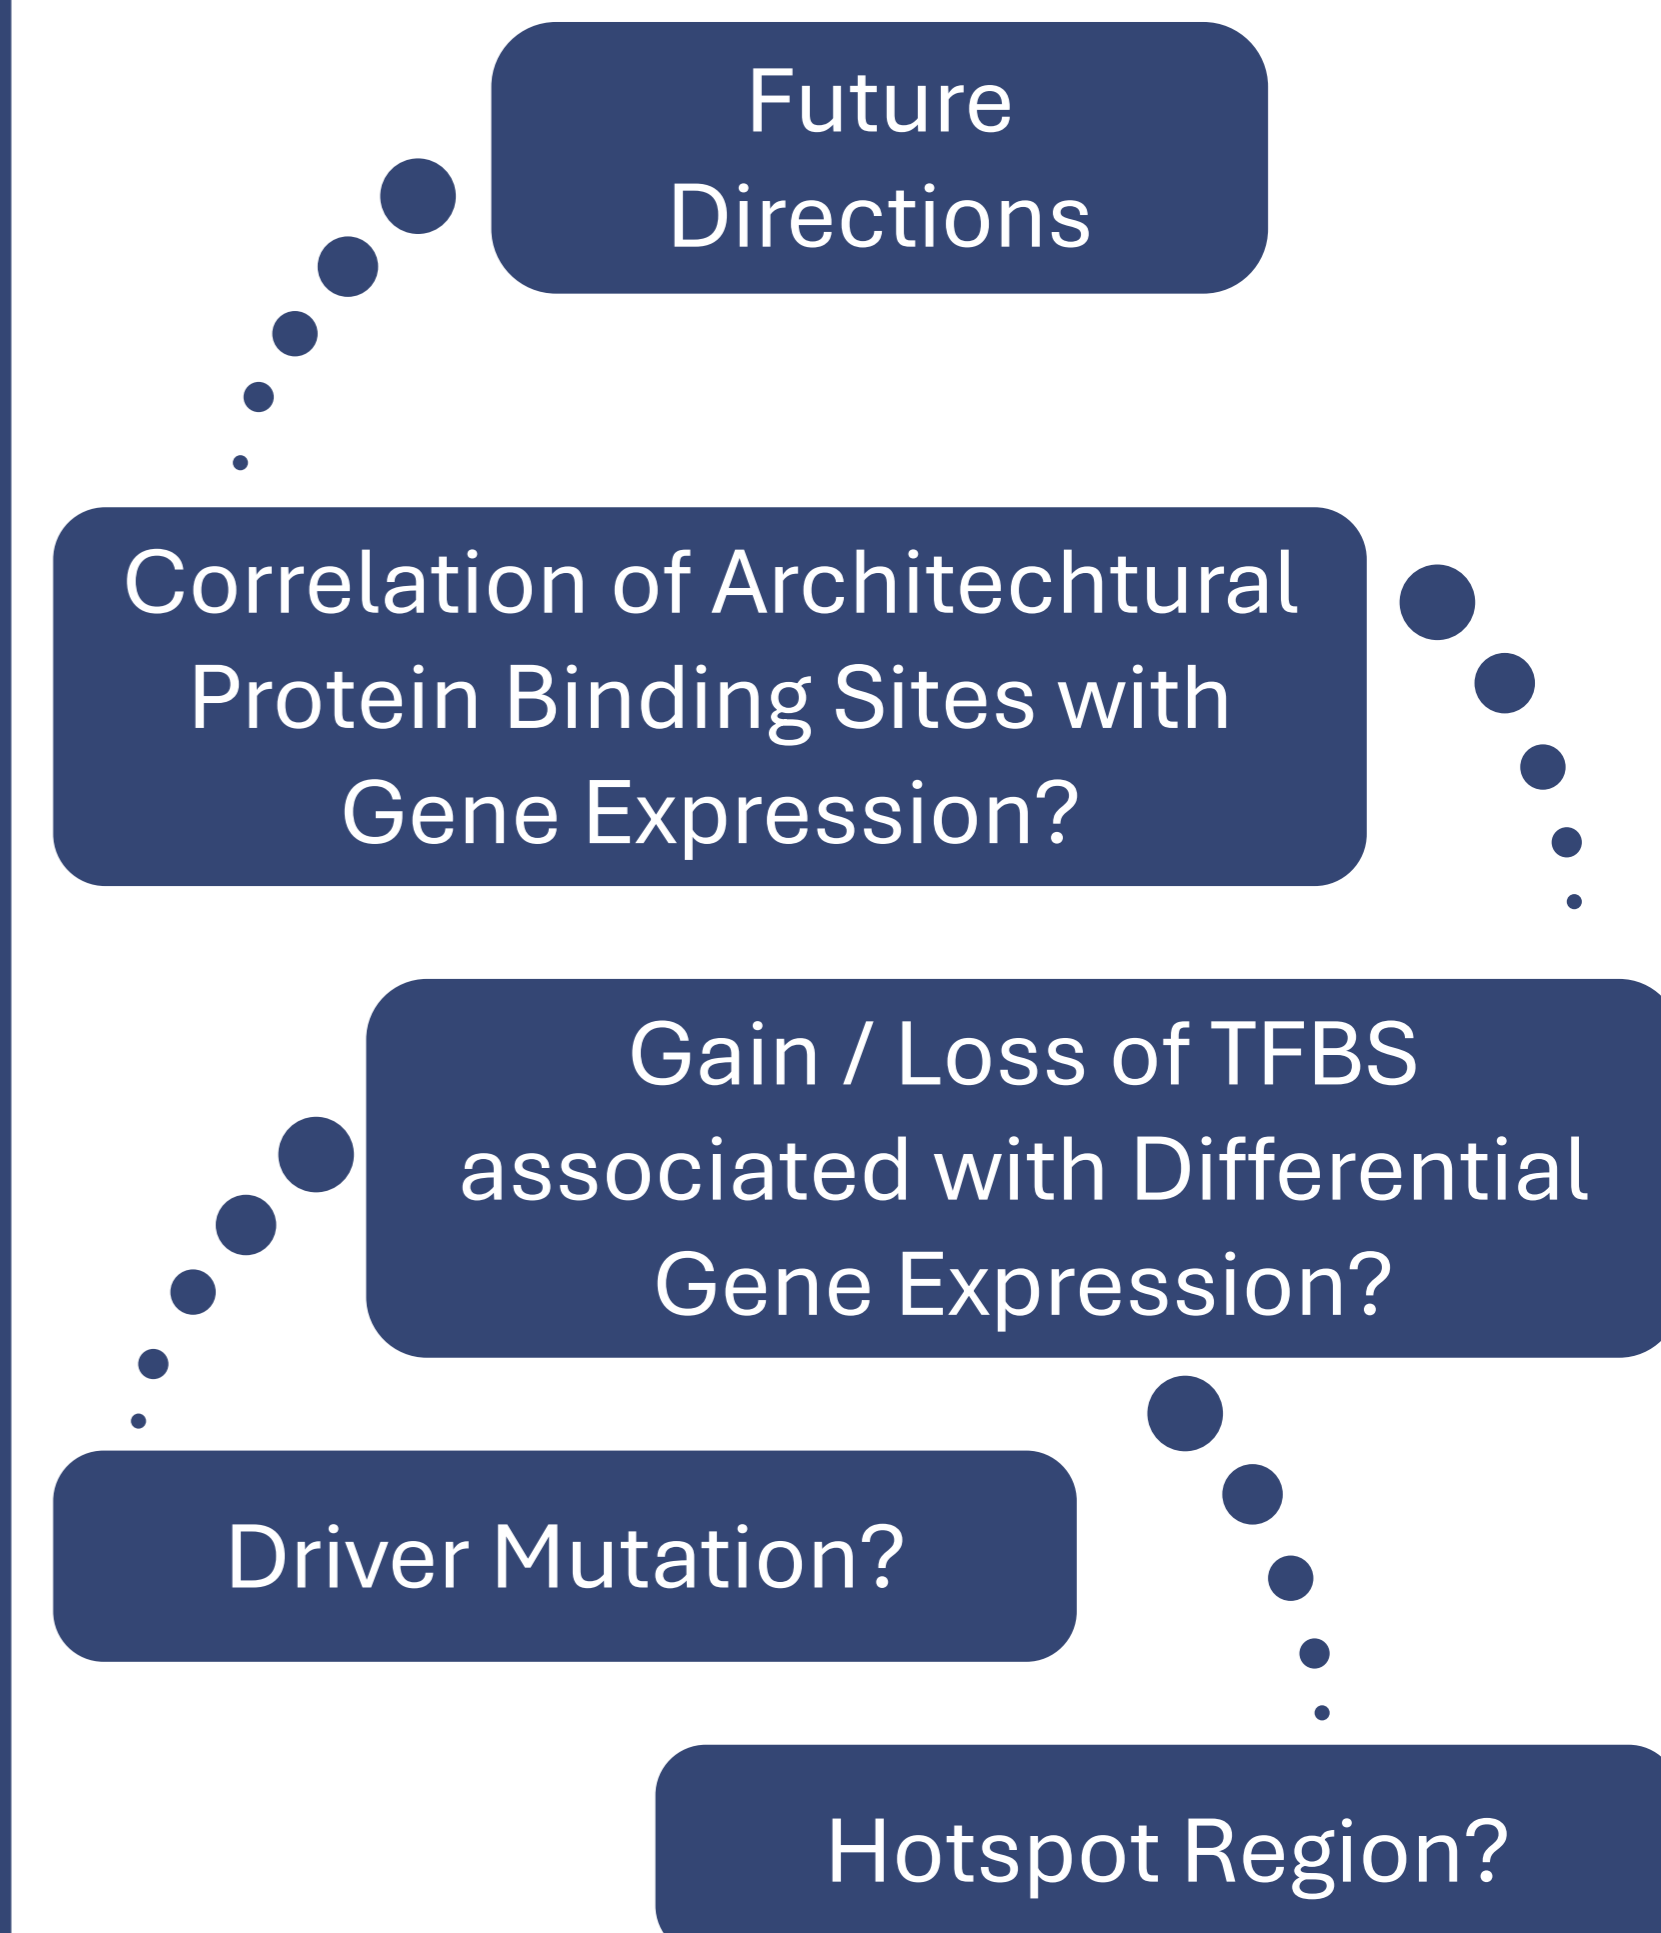 Future
Directions
Correlation of Architechtural
Protein Binding Sites with
Gene Expression?
Gain / Loss of TFBS
associated with Differential
Gene Expression?
Driver Mutation?
Hotspot Region?